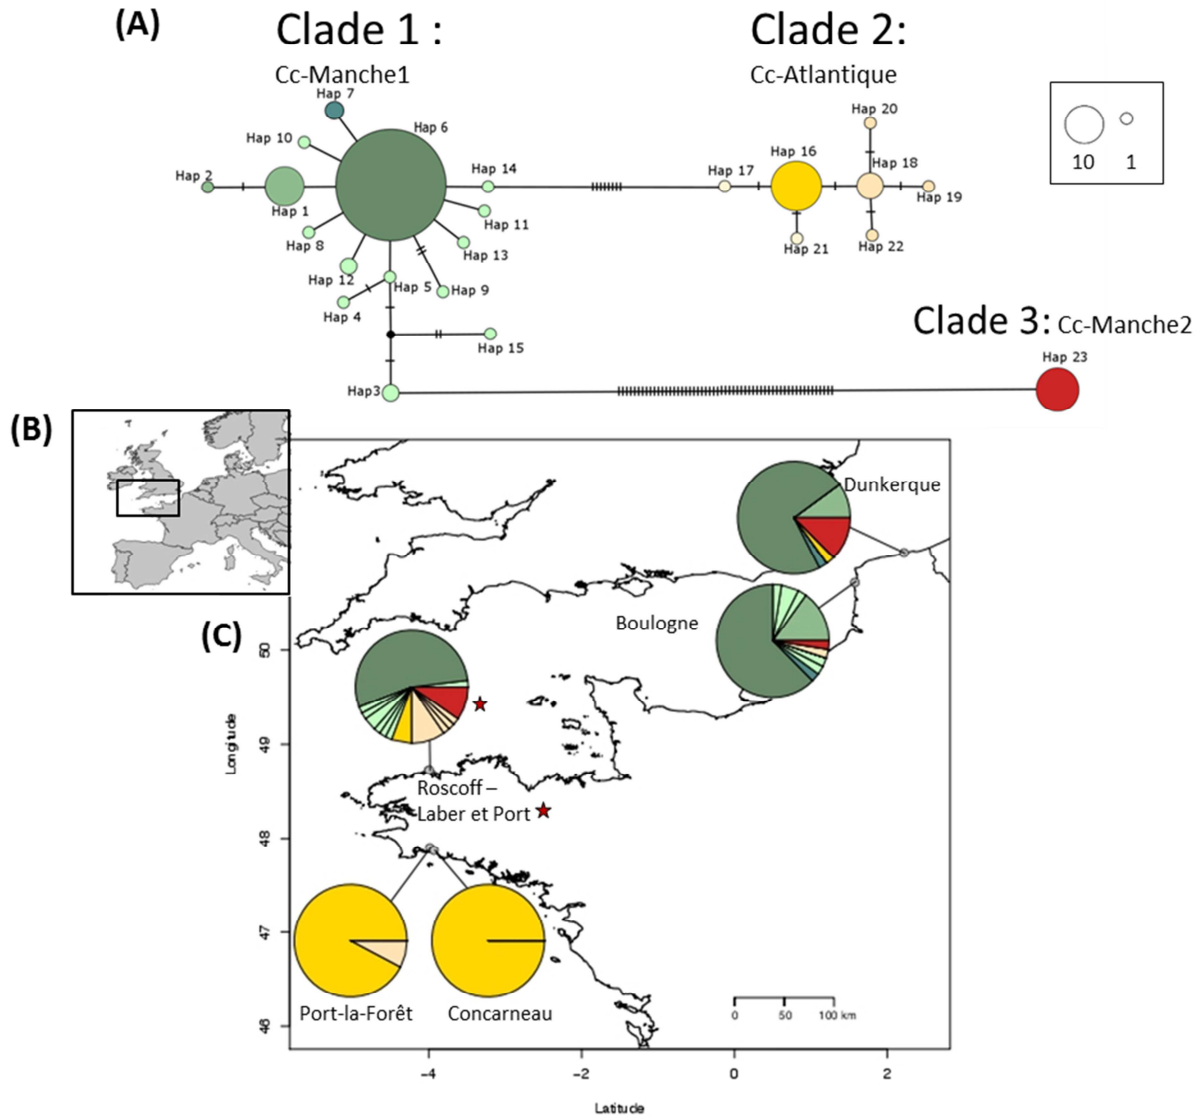 (A)
Clade 1 :
Cc-Manche1
Clade 2:
Cc-Atlantique
Hap 7
Hap 6
Hap 10
Hap 2
Hap 1
Hap 14
Hap 11
Hap 8
Hap 13
Hap 12
Hap 5
Hap 9
Hap 4
Hap 15
Hap3
Hap 20
Hap 16
Hap 17
Hap 18
Hap 19
Hap 21
Hap 22
10 1
Clade 3: Cc-Manche2
Hap 23
(B)
(C)
Dunkerque
Boulogne
Roscoff –
Laber et Port
Port-la-Forêt
Concarneau
Longitude
50
49
48
47
46
0 50 100 km
-4 -2 0 2
Latitude